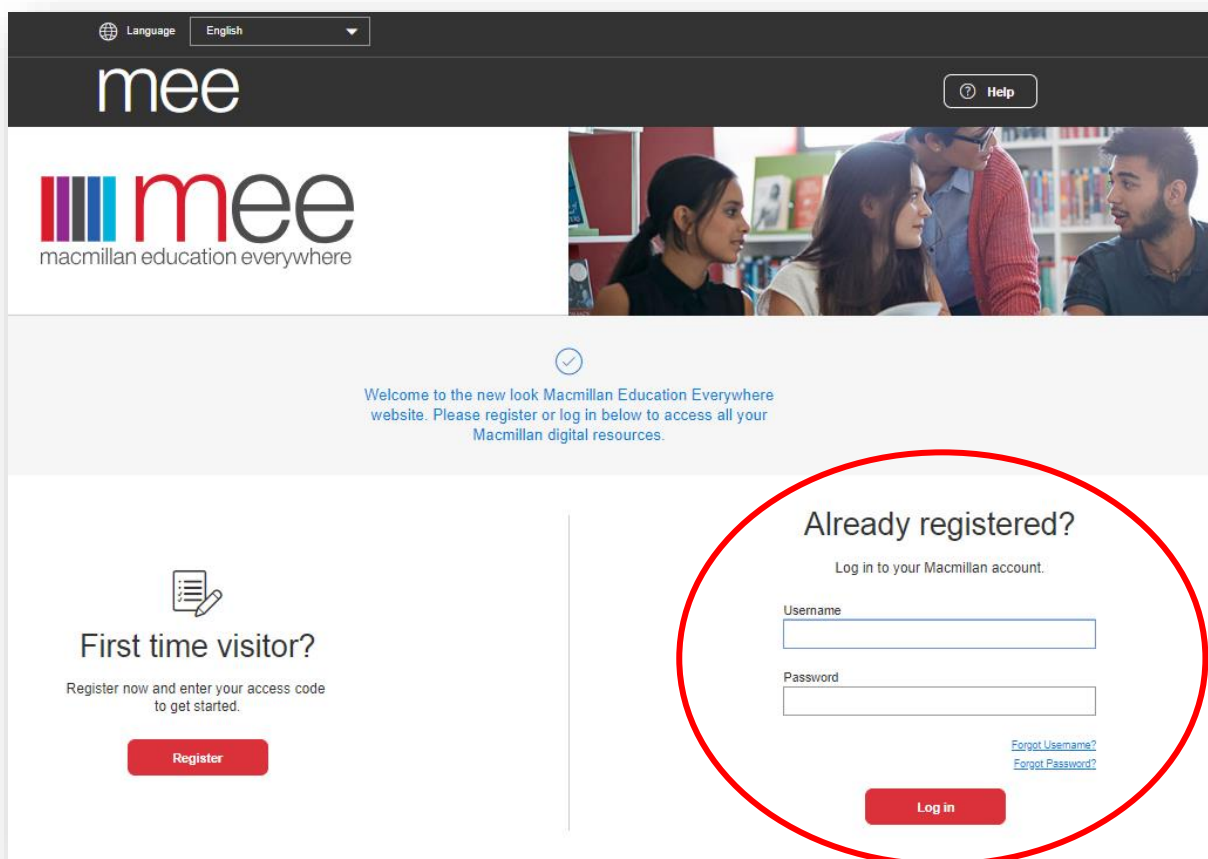 Language English
mee
Help
mee
macmillan education everywhere
Welcome to the new look Macmillan Education Everywhere
website. Please register or log in below to access all your
Macmillan digital resources.
First time visitor?
Register now and enter your access code
to get started.
Register
Already registered?
Log in to your Macmillan account.
Username
Password
Forgot Username?
Forgot Password?
Log in